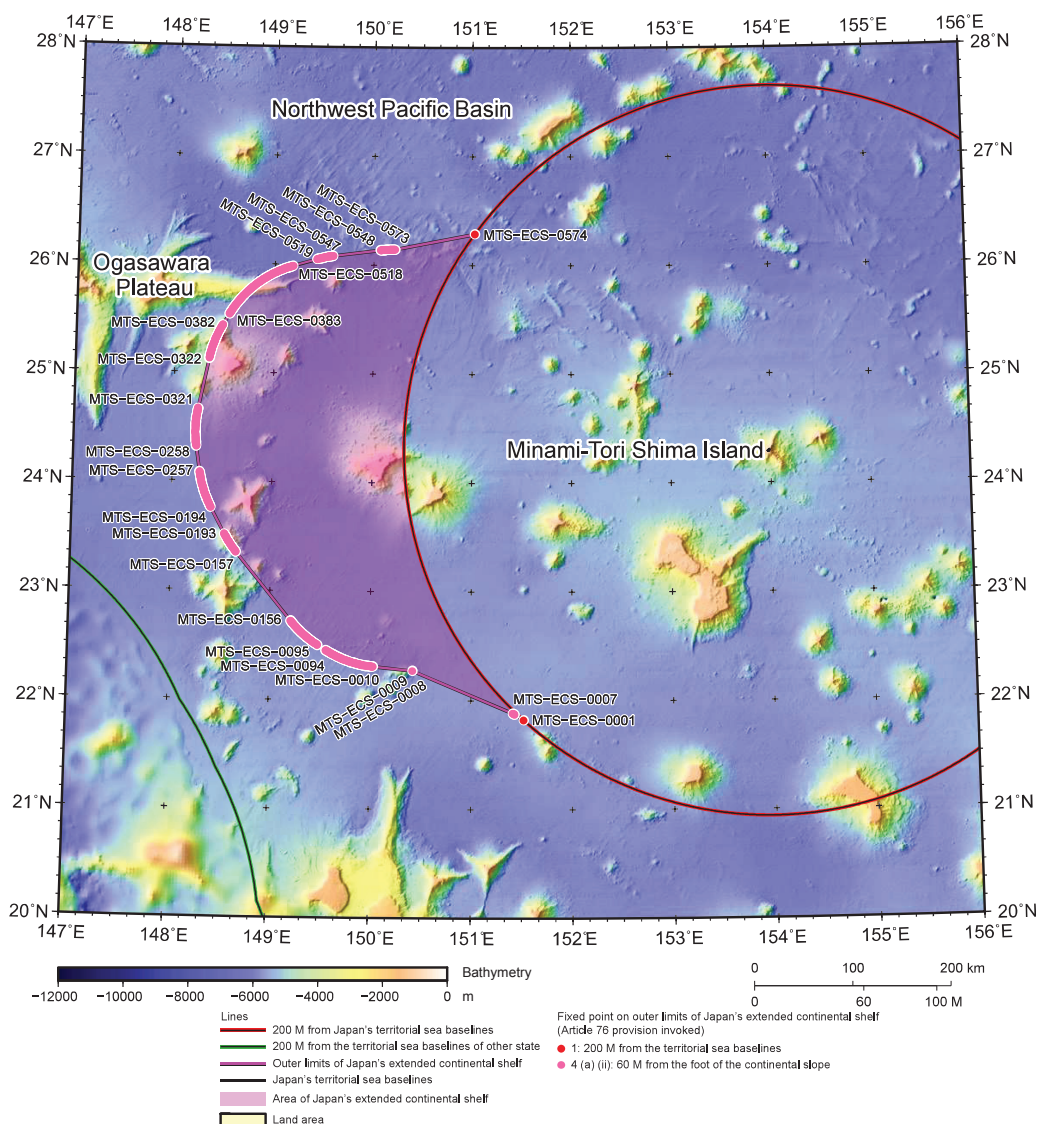 147°E 148°E 149°E 150°E 151°E 152°E 153°E 154°E 155°E 156°E
28°N 28°N
Northwest Pacific Basin
27°N 27°N
MTS-ECS-0573
MTS-ECS-0548
MTS-ECS-0547
MTS-ECS-0519
MTS-ECS-0574
26°N 26°N
Ogasawara
Plateau
MTS-ECS-0518
MTS-ECS-0382 MTS-ECS-0383
MTS-ECS-0322
25°N 25°N
MTS-ECS-0321
MTS-ECS-0258
Minami-Tori Shima Island
MTS-ECS-0257
24°N 24°N
MTS-ECS-0194
MTS-ECS-0193
MTS-ECS-0157
23°N 23°N
MTS-ECS-0156
MTS-ECS-0095
MTS-ECS-0094
MTS-ECS-0010
MTS-ECS-0009
MTS-ECS-0008
22°N 22°N
MTS-ECS-0007
MTS-ECS-0001
21°N 21°N
20°N 20°N
147°E 148°E 149°E 150°E 151°E 152°E 153°E 154°E 155°E 156°E
Bathymetry
−12000 −10000 −8000 −6000 −4000 −2000 0 m
0 100 200 km
0 60 100 M
Lines
200 M from Japan's territorial sea baselines
200 M from the territorial sea baselines of other state
Outer limits of Japan's extended continental shelf
Japan's territorial sea baselines
Area of Japan's extended continental shelf
Land area
Fixed point on outer limits of Japan's extended continental shelf
(Article 76 provision invoked)
1: 200 M from the territorial sea baselines
4 (a) (ii): 60 M from the foot of the continental slope